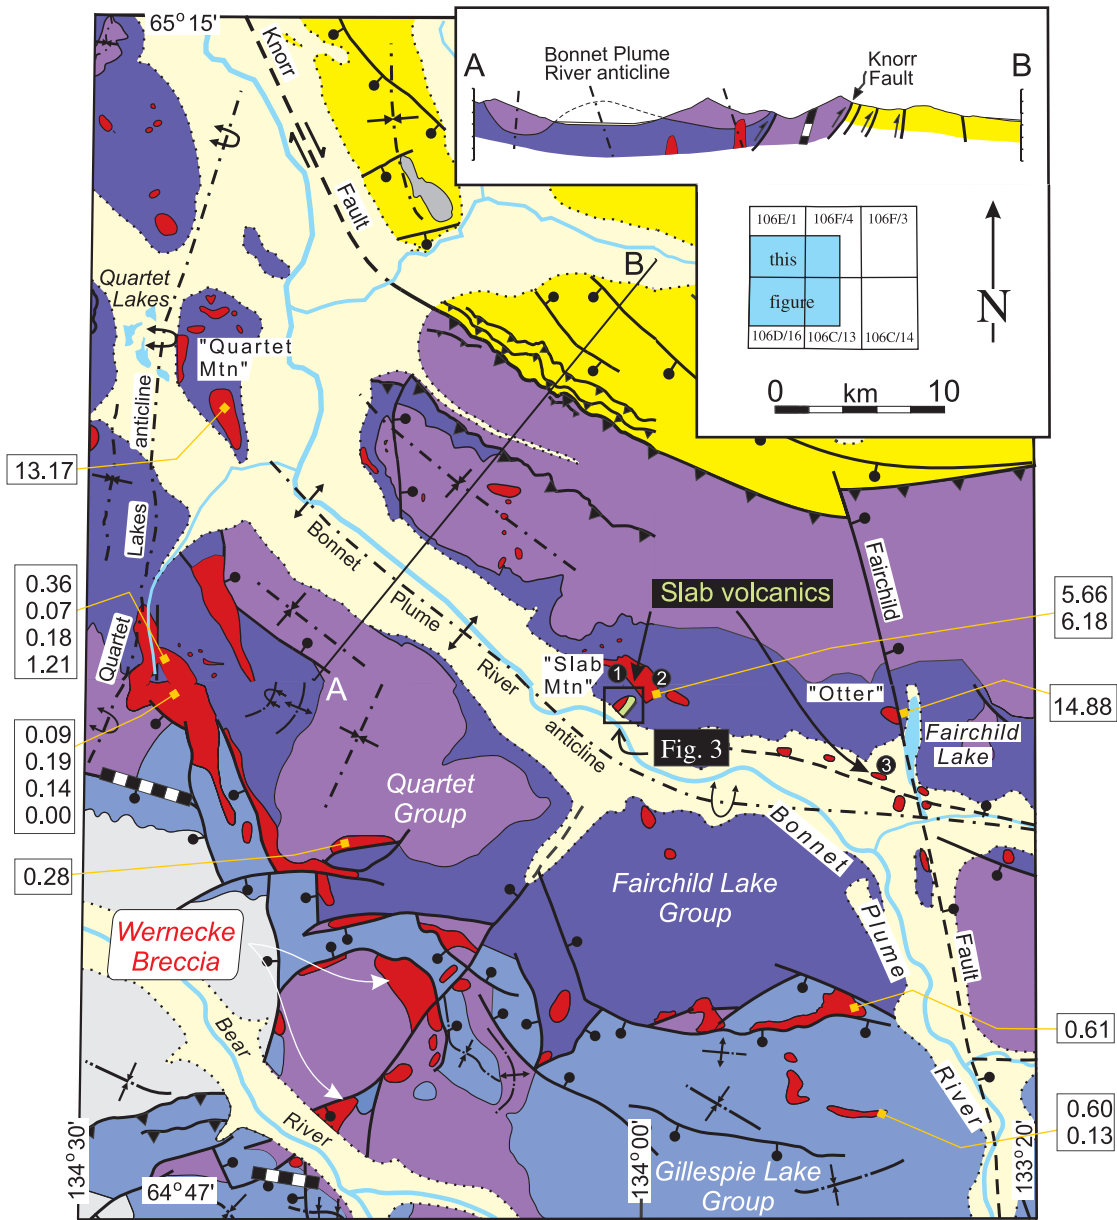 65°15'
Knorr
Fault
A
Bonnet Plume
River anticline
Knorr
Fault
B
106E/1
106F/4
106F/3
this
figure
106D/16
106C/13
106C/14
N
0
km
10
B
Quartet
Lakes
"Quartet
Mtn"
anticline
Lakes
Quartet
13.17
0.36
0.07
0.18
1.21
0.09
0.19
0.14
0.00
0.28
Bonnet
Plume
River
anticline
A
Fairchild
Slab volcanics
5.66
6.18
"Slab
Mtn"
1
2
"Otter"
14.88
Fig. 3
Fairchild
Lake
3
Quartet
Group
Bonnet
Plume
River
Fairchild Lake
Group
Fault
Wernecke
Breccia
Bear
River
0.61
0.60
0.13
Gillespie Lake
Group
134°30'
64°47'
134°00'
133°20'